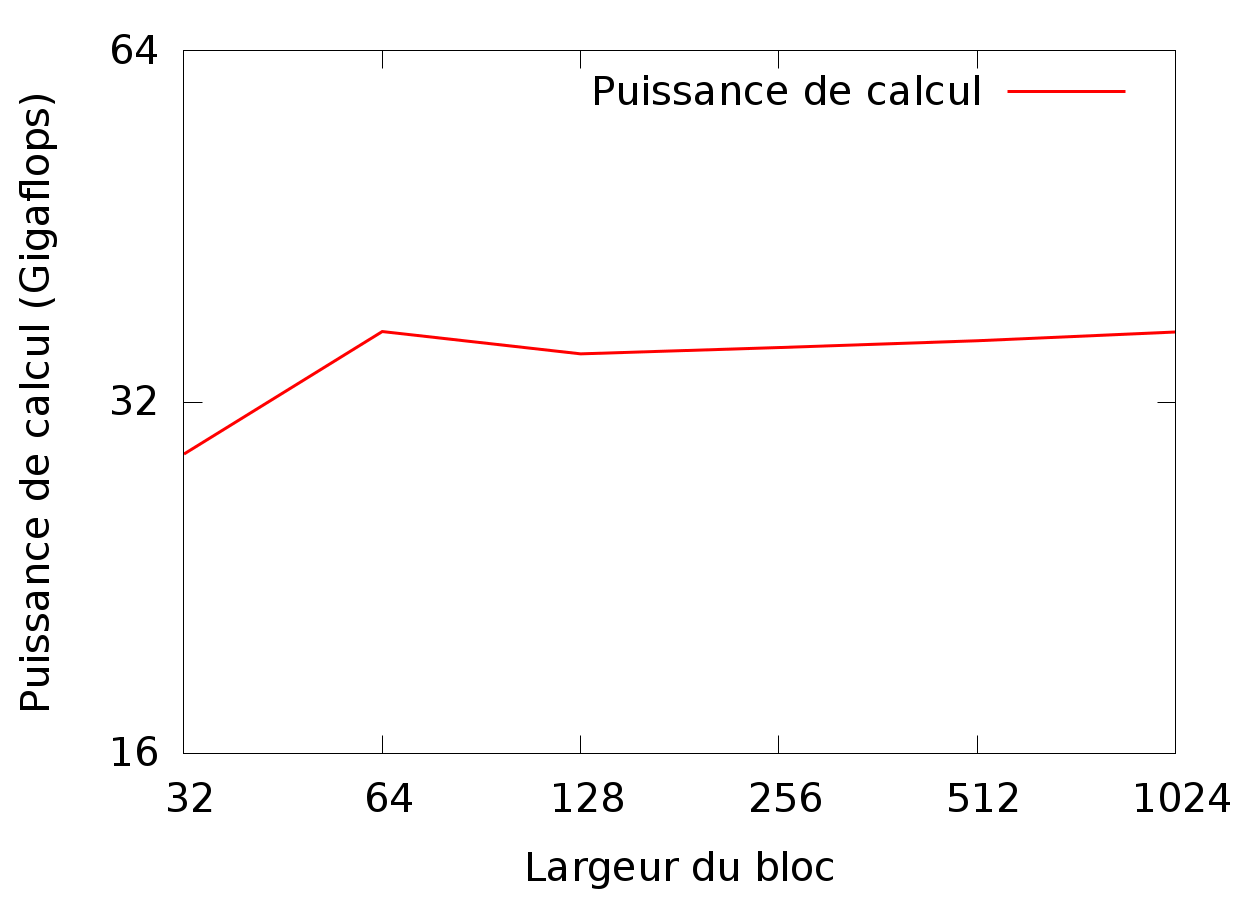 64
Puissance de calcul
Puissance de calcul (Gigaflops)
32
16
32 64 128 256 512 1024
Largeur du bloc